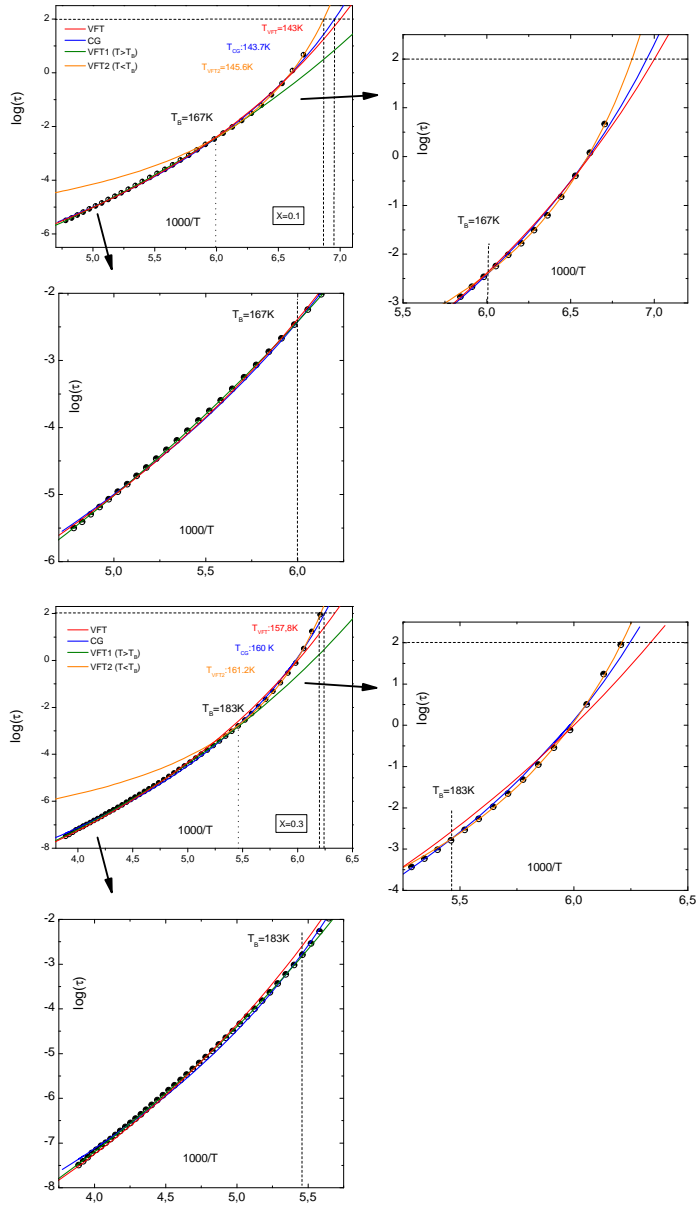 VFT
CG
VFT1 (T>T_B)
VFT2 (T<T_B)
T_VFT=143K
T_CG:143.7K
T_VFT2=145.6K
T_B=167K
log(τ)
1000/T
X=0.1
2
0
-2
-4
-6
5,0 5,5 6,0 6,5 7,0
3
2
1
0
-1
-2
-3
log(τ)
T_B=167K
1000/T
5,5 6,0 6,5 7,0
-2
-3
-4
-5
-6
log(τ)
T_B=167K
1000/T
5,0 5,5 6,0
VFT
CG
VFT1 (T>T_B)
VFT2 (T<T_B)
T_VFT:157.8K
T_CG:160 K
T_VFT2:161.2K
T_B=183K
log(τ)
1000/T
X=0.3
2
1
0
-1
-2
-3
-4
-5
-6
-7
-8
4,0 4,5 5,0 5,5 6,0 6,5
2
1
0
-1
-2
-3
-4
log(τ)
T_B=183K
1000/T
5,5 6,0 6,5
-2
-3
-4
-5
-6
-7
-8
log(τ)
T_B=183K
1000/T
4,0 4,5 5,0 5,5